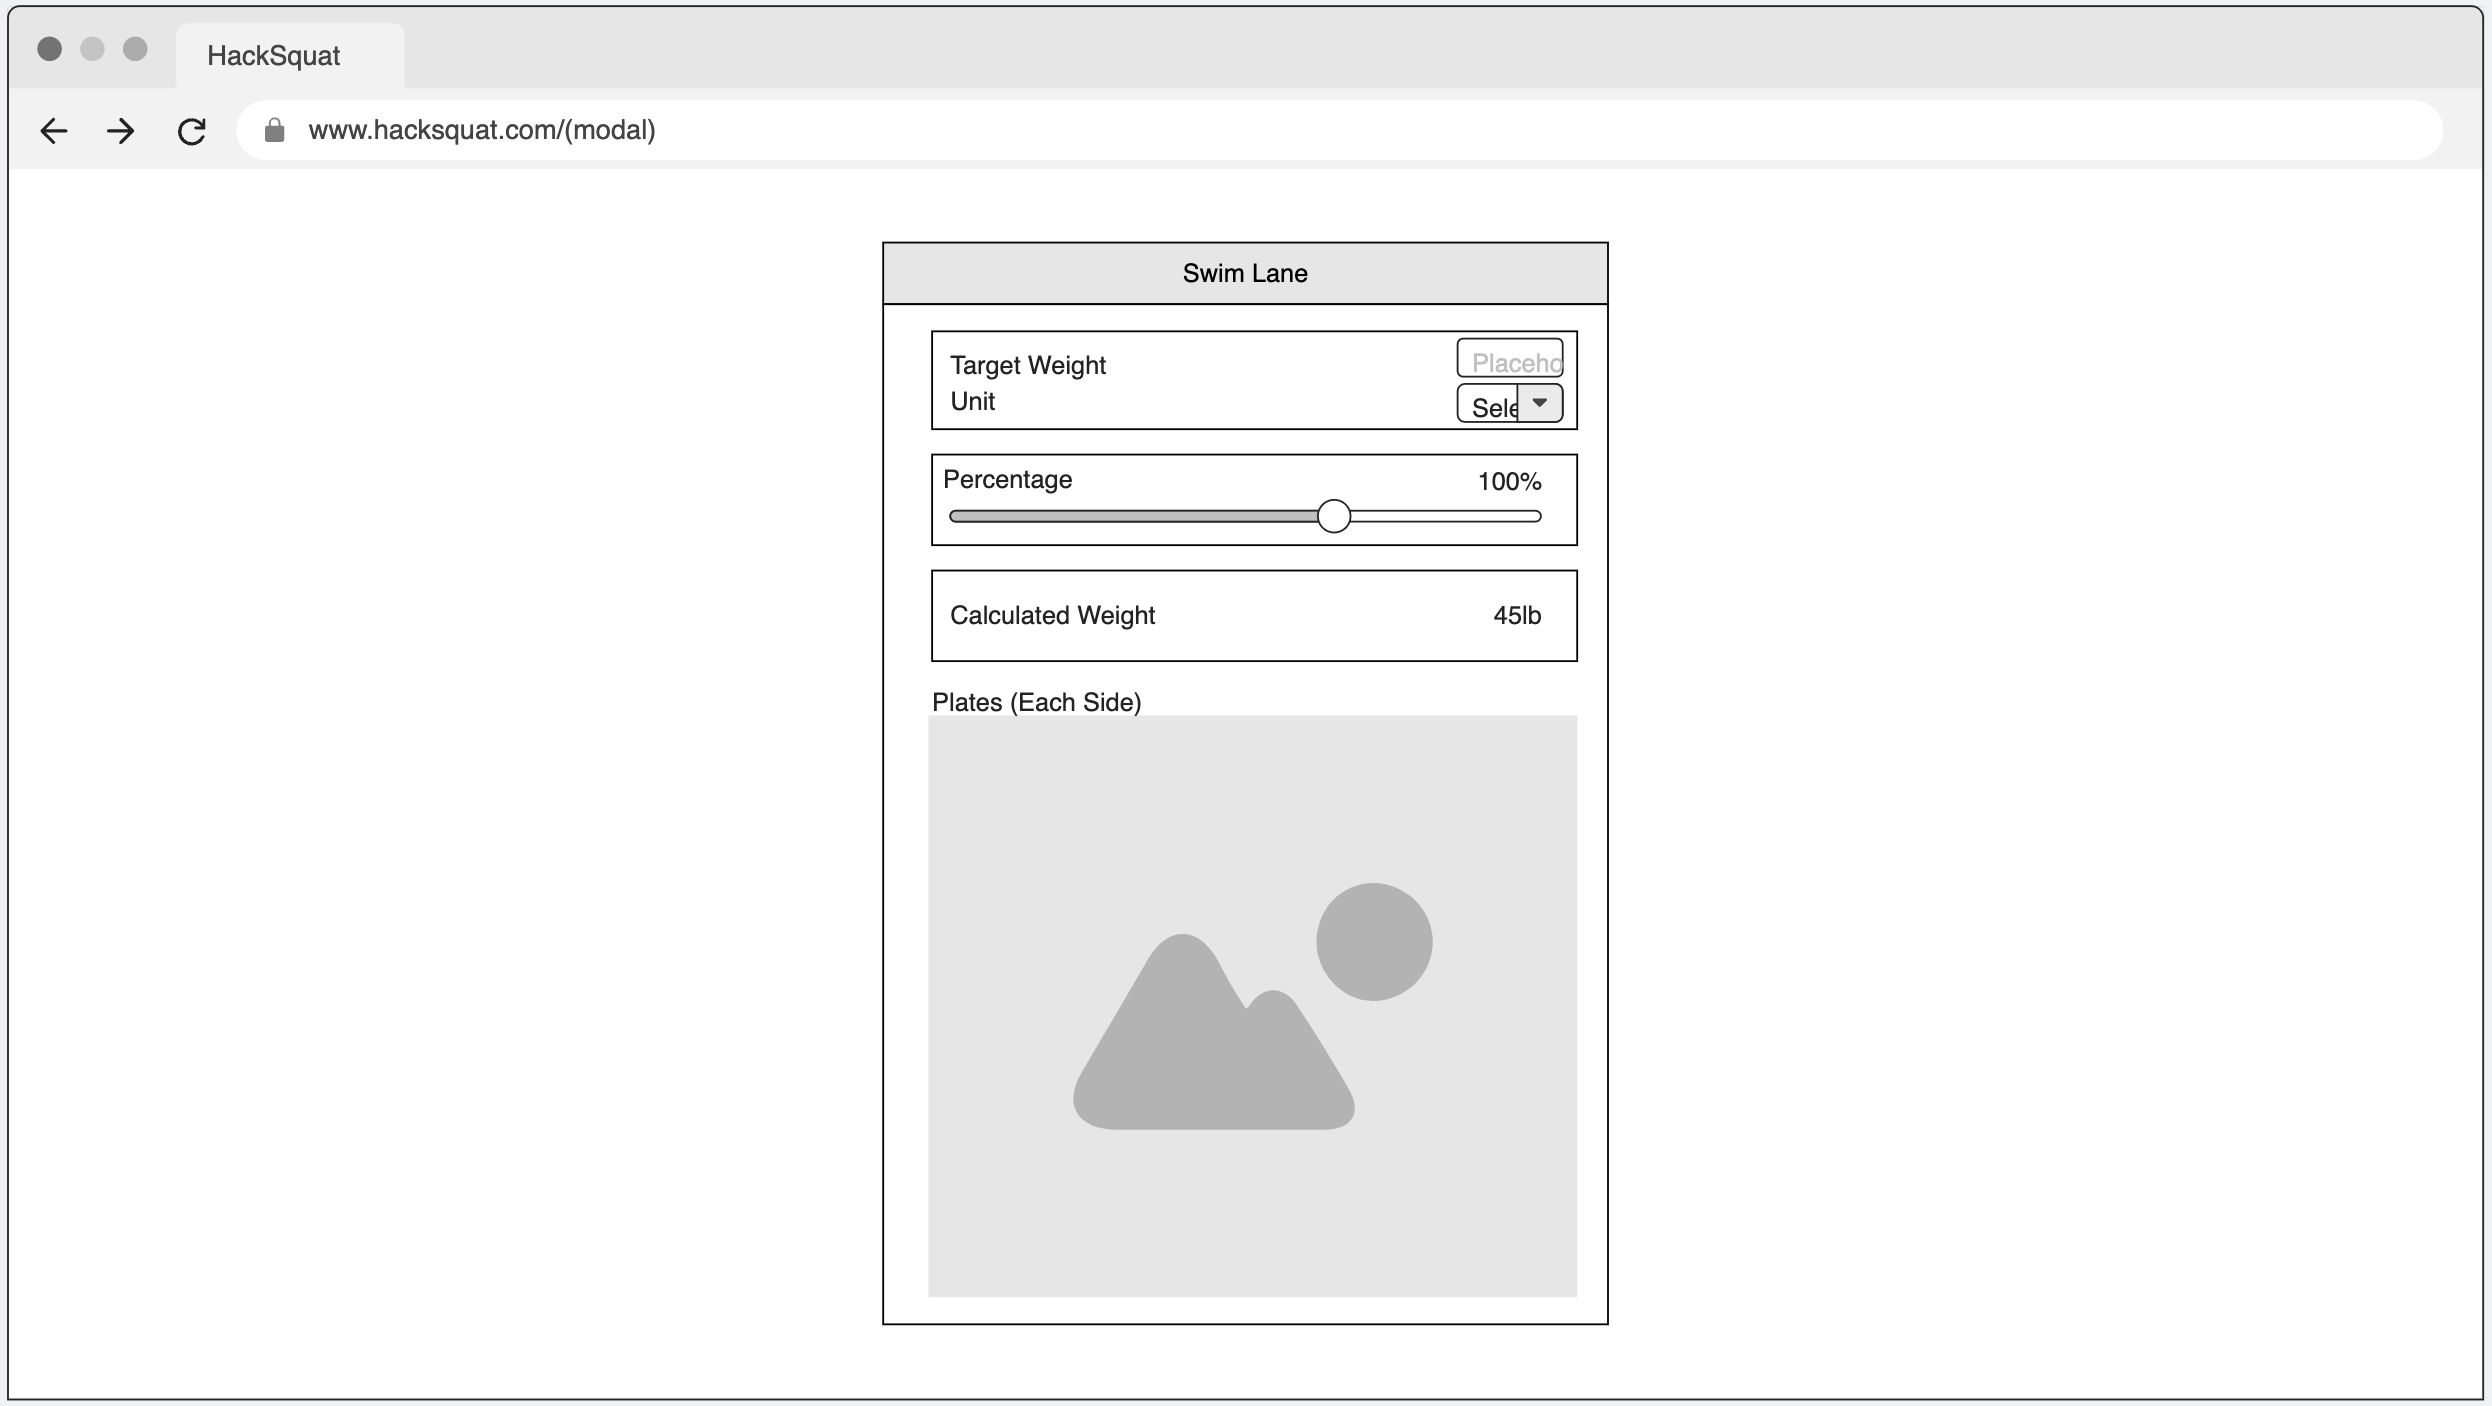 HackSquat
www.hacksquat.com/(modal)
Swim Lane
Target Weight
Placeho
Unit
Sele
Percentage
100%
Calculated Weight
45lb
Plates (Each Side)